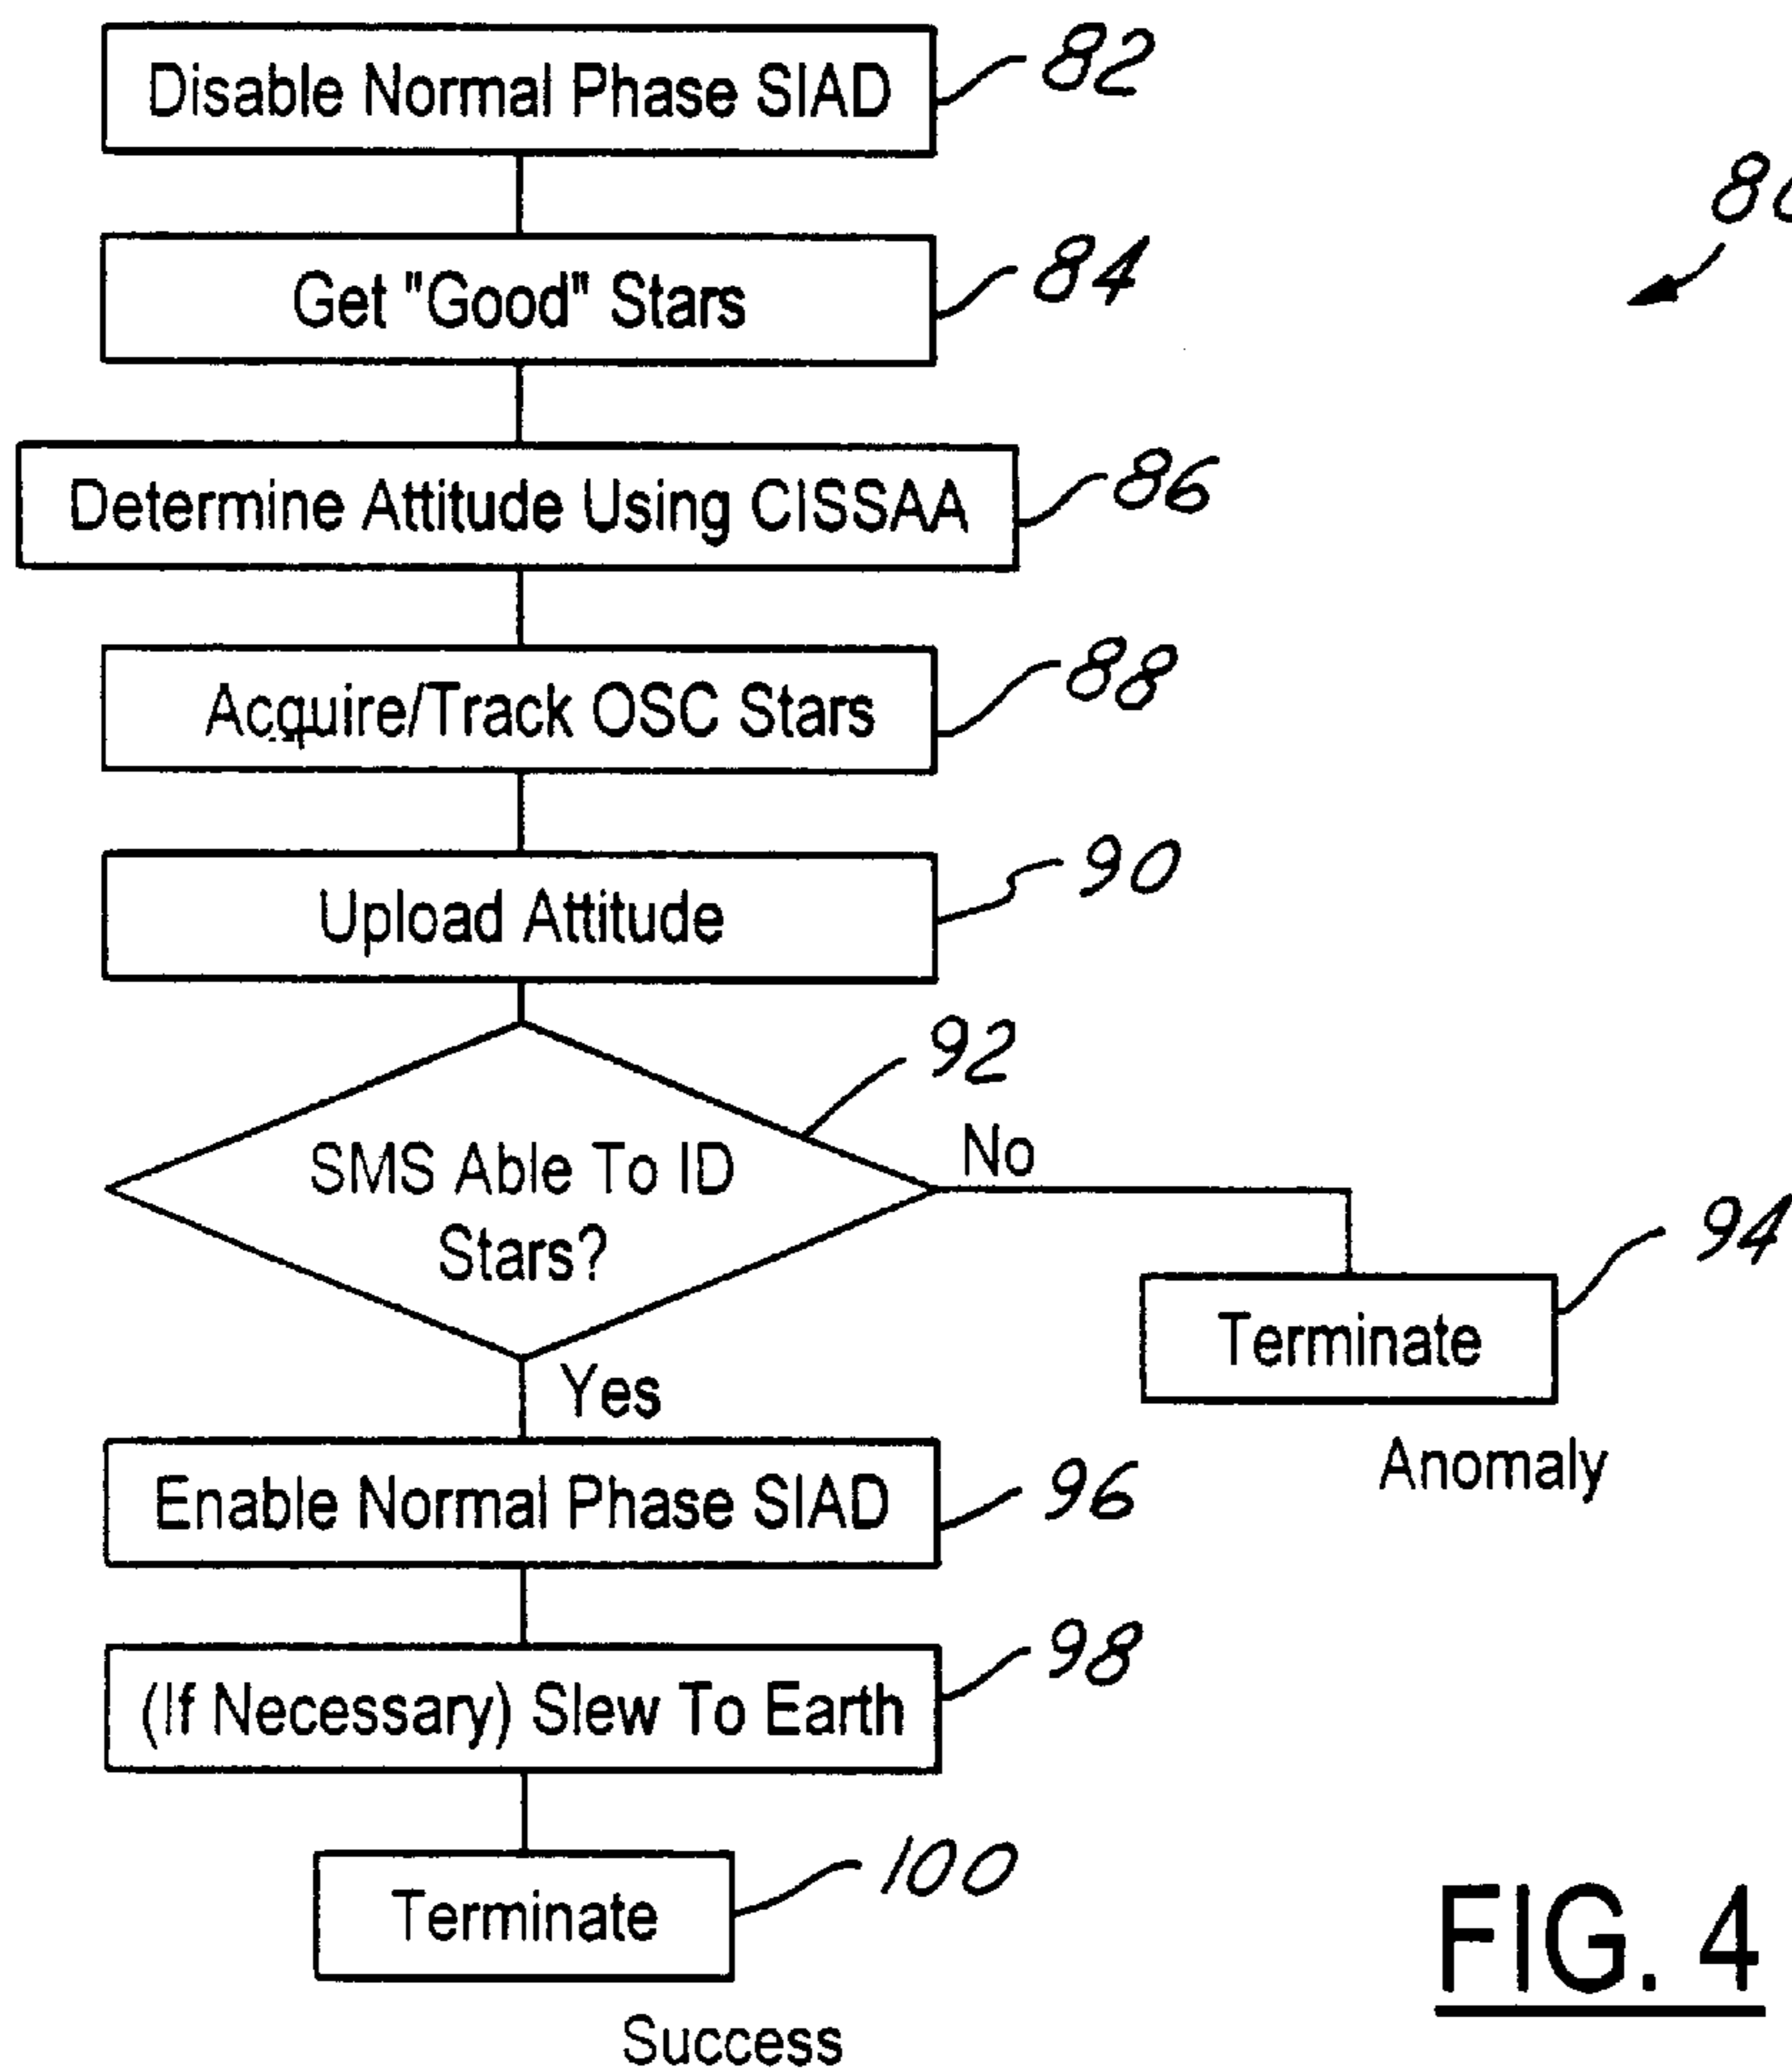 Disable Normal Phase SIAD
82
Get "Good" Stars
84
Determine Attitude Using CISSAA
86
Acquire/Track OSC Stars
88
Upload Attitude
90
SMS Able To ID
Stars?
92
No
94
Terminate
Anomaly
Yes
Enable Normal Phase SIAD
96
(If Necessary) Slew To Earth
98
Terminate
100
Success
FIG. 4